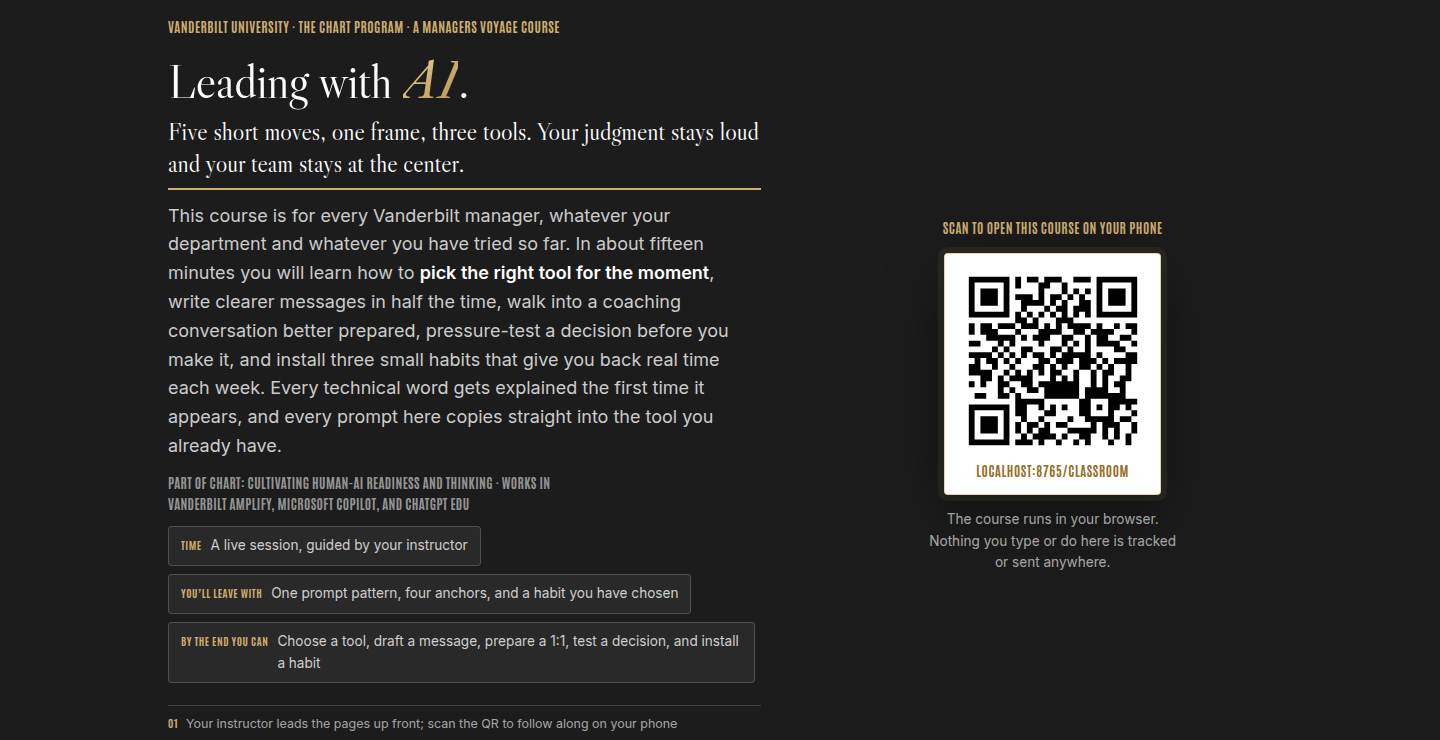 VANDERBILT UNIVERSITY · THE CHART PROGRAM · A MANAGERS VOYAGE COURSE
Leading with AI.
Five short moves, one frame, three tools. Your judgment stays loud
and your team stays at the center.
This course is for every Vanderbilt manager, whatever your
department and whatever you have tried so far. In about fifteen
minutes you will learn how to pick the right tool for the moment,
write clearer messages in half the time, walk into a coaching
conversation better prepared, pressure-test a decision before you
make it, and install three small habits that give you back real time
each week. Every technical word gets explained the first time it
appears, and every prompt here copies straight into the tool you
already have.
PART OF CHART: CULTIVATING HUMAN-AI READINESS AND THINKING · WORKS IN
VANDERBILT AMPLIFY, MICROSOFT COPILOT, AND CHATGPT EDU
TIME A live session, guided by your instructor
YOU'LL LEAVE WITH One prompt pattern, four anchors, and a habit you have chosen
BY THE END YOU CAN Choose a tool, draft a message, prepare a 1:1, test a decision, and install
a habit
01 Your instructor leads the pages up front; scan the QR to follow along on your phone
SCAN TO OPEN THIS COURSE ON YOUR PHONE
LOCALHOST:8765/CLASSROOM
The course runs in your browser.
Nothing you type or do here is tracked
or sent anywhere.